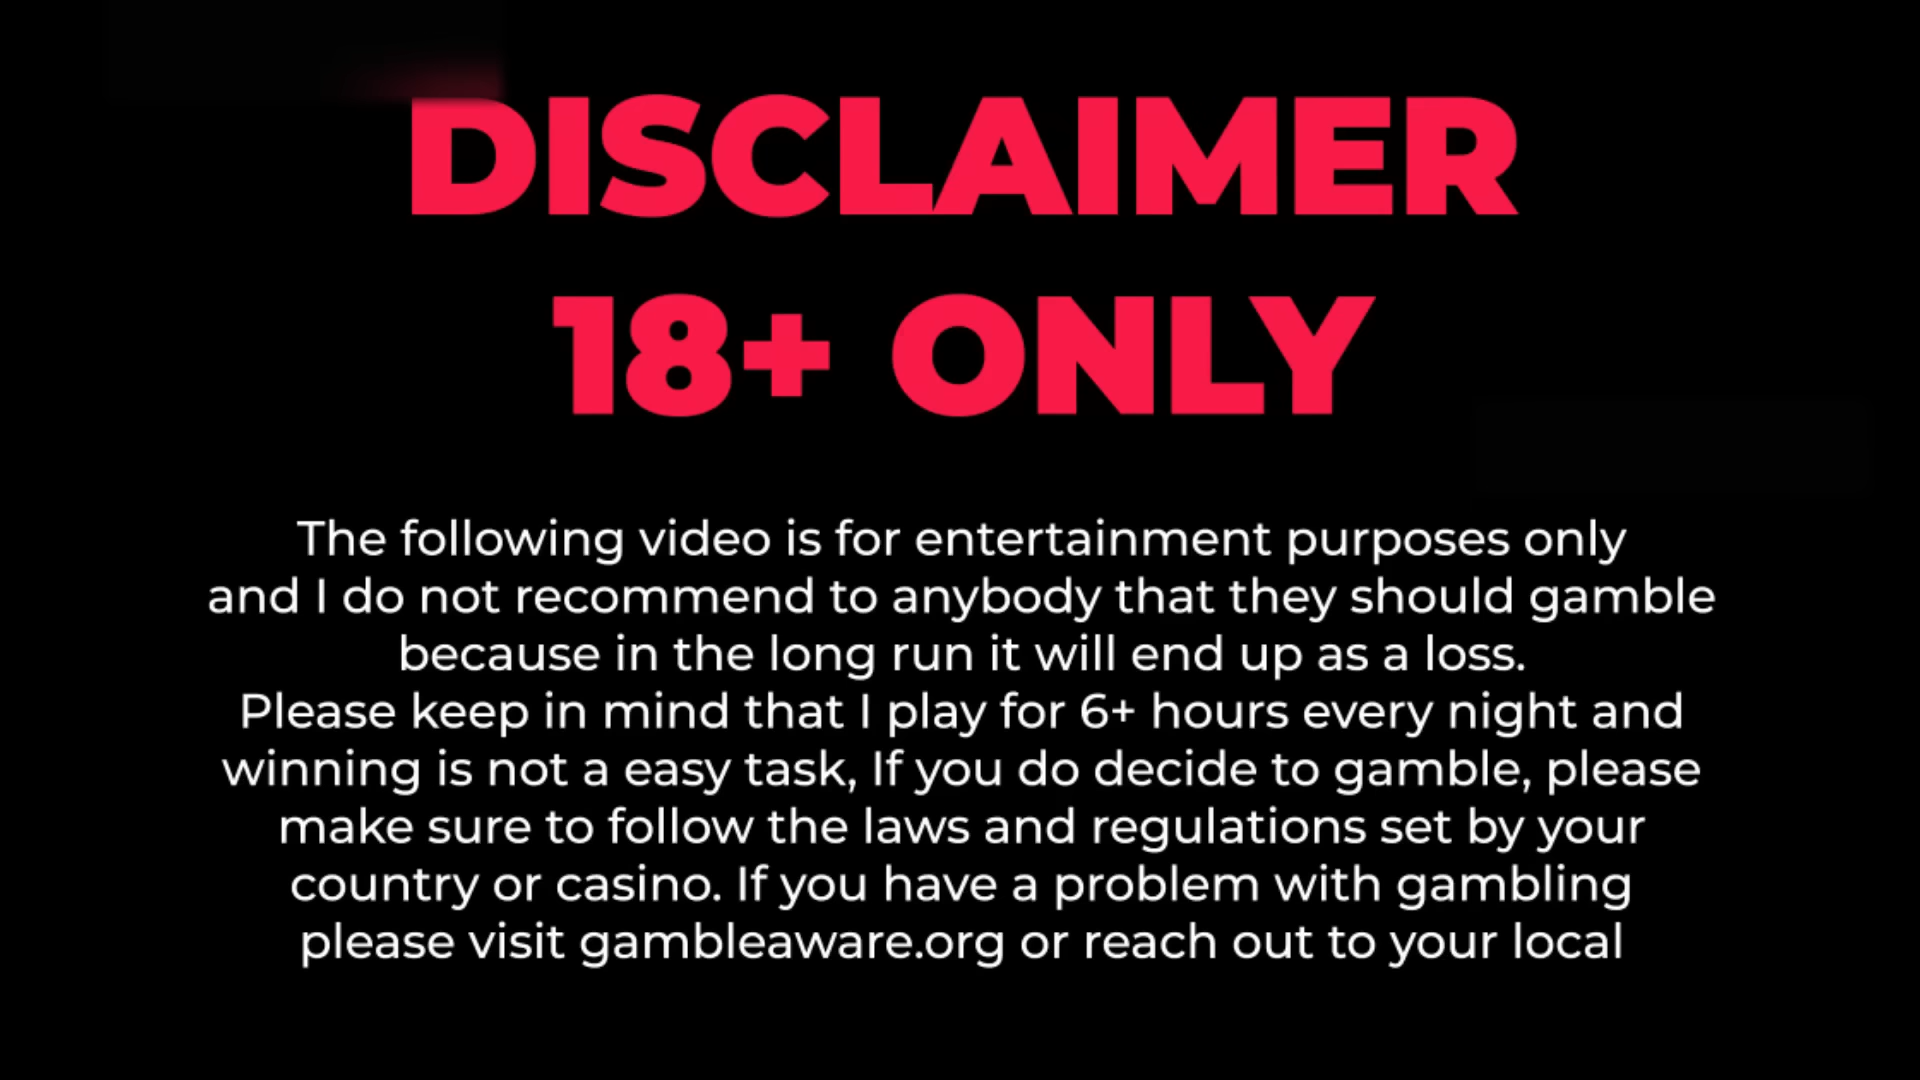 DISCLAIMER
18+ ONLY
The following video is for entertainment purposes only
and I do not recommend to anybody that they should gamble
because in the long run it will end up as a loss.
Please keep in mind that I play for 6+ hours every night and
winning is not a easy task, If you do decide to gamble, please
make sure to follow the laws and regulations set by your
country or casino. If you have a problem with gambling
please visit gambleaware.org or reach out to your local